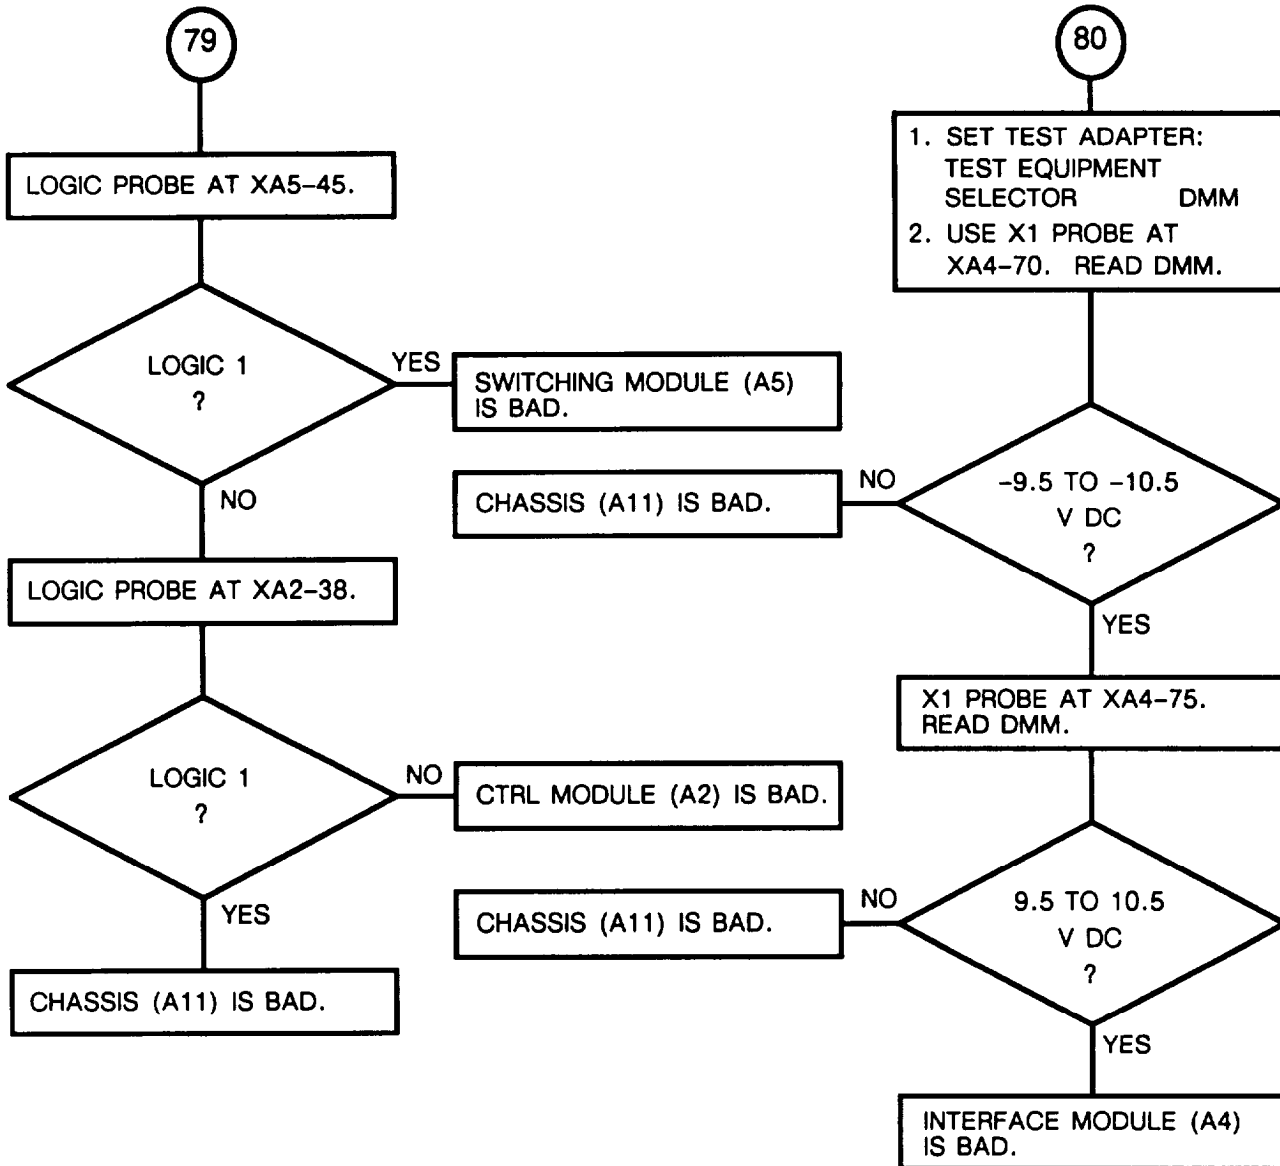 79
LOGIC PROBE AT XA5-45.
LOGIC 1
?
YES
SWITCHING MODULE (A5)
IS BAD.
NO
LOGIC PROBE AT XA2-38.
LOGIC 1
?
NO
CTRL MODULE (A2) IS BAD.
YES
CHASSIS (A11) IS BAD.
80
1. SET TEST ADAPTER:
TEST EQUIPMENT
SELECTOR DMM
2. USE X1 PROBE AT
XA4-70. READ DMM.
-9.5 TO -10.5
V DC
?
NO
CHASSIS (A11) IS BAD.
YES
X1 PROBE AT XA4-75.
READ DMM.
9.5 TO 10.5
V DC
?
NO
CHASSIS (A11) IS BAD.
YES
INTERFACE MODULE (A4)
IS BAD.